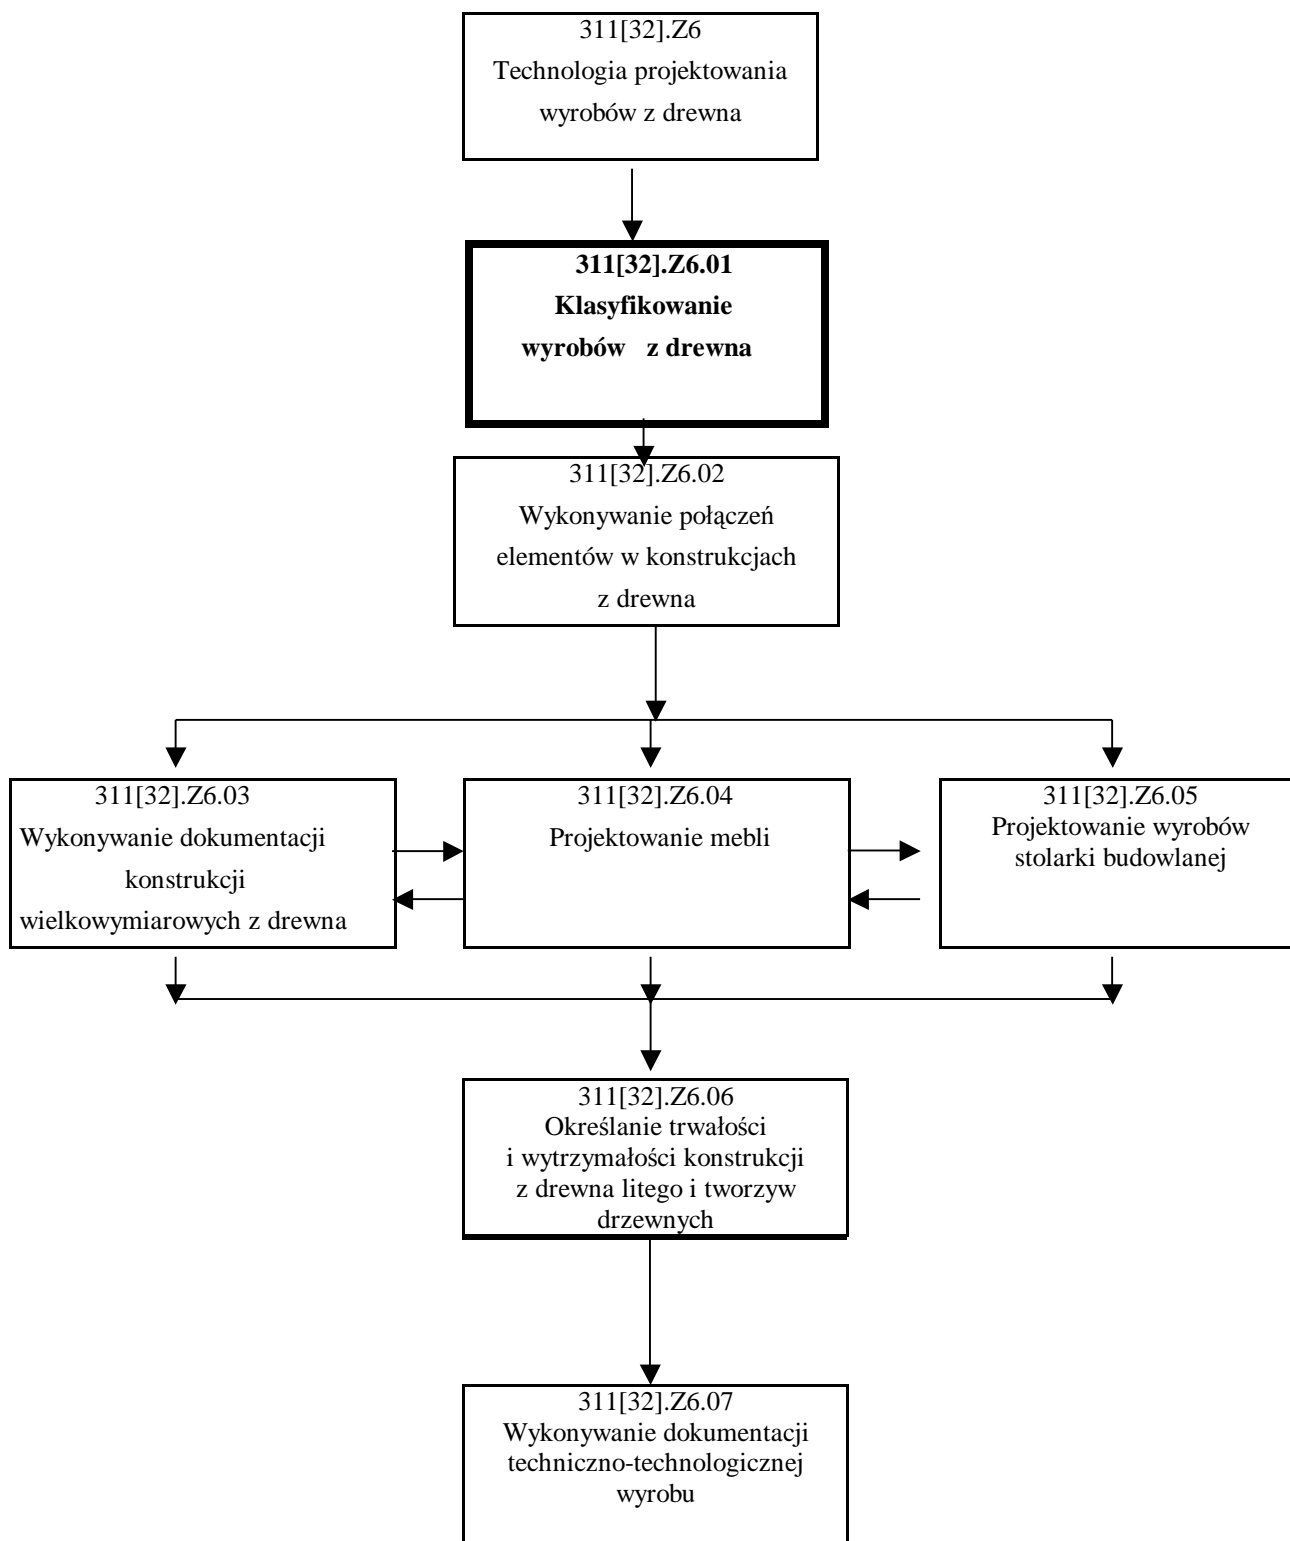 311[32].Z6
Technologia projektowania
wyrobów z drewna
311[32].Z6.01
Klasyfikowanie
wyrobów z drewna
311[32].Z6.02
Wykonywanie połączeń
elementów w konstrukcjach
z drewna
311[32].Z6.03
Wykonywanie dokumentacji
konstrukcji
wielkowymiarowych z drewna
311[32].Z6.04
Projektowanie mebli
311[32].Z6.05
Projektowanie wyrobów
stolarki budowlanej
311[32].Z6.06
Określanie trwałości
i wytrzymałości konstrukcji
z drewna litego i tworzyw
drzewnych
311[32].Z6.07
Wykonywanie dokumentacji
techniczno-technologicznej
wyrobu